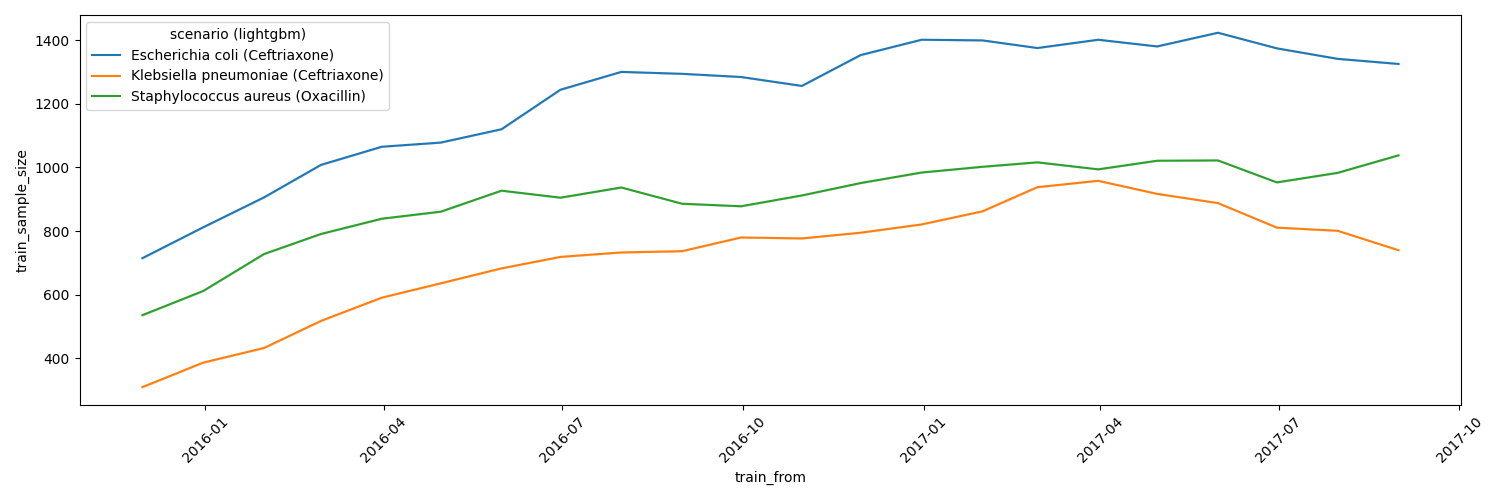 scenario (lightgbm)
Escherichia coli (Ceftriaxone)
Klebsiella pneumoniae (Ceftriaxone)
Staphylococcus aureus (Oxacillin)
train_sample_size
1400
1200
1000
800
600
400
2016-01
2016-04
2016-07
2016-10
2017-01
2017-04
2017-07
2017-10
train_from